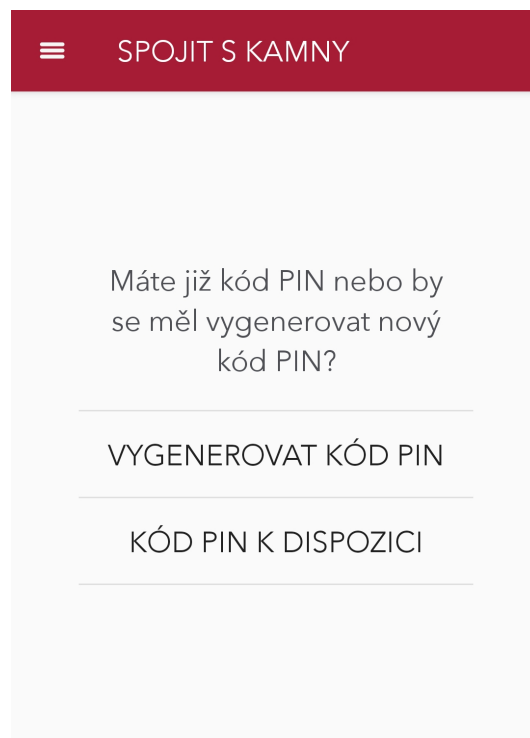 SPOJIT S KAMNY
Máte již kód PIN nebo by
se měl vygenerovat nový
kód PIN?
VYGENEROVAT KÓD PIN
KÓD PIN K DISPOZICI